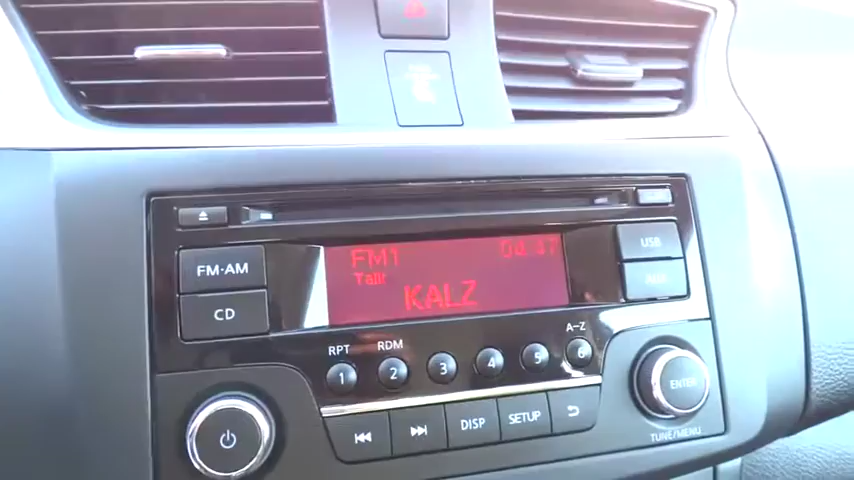 FM1
Talk
KALZ
FM·AM
CD
USB
RPT
RDM
A-Z
1
2
3
4
5
6
DISP
SETUP
ENTER
TUNE/MENU